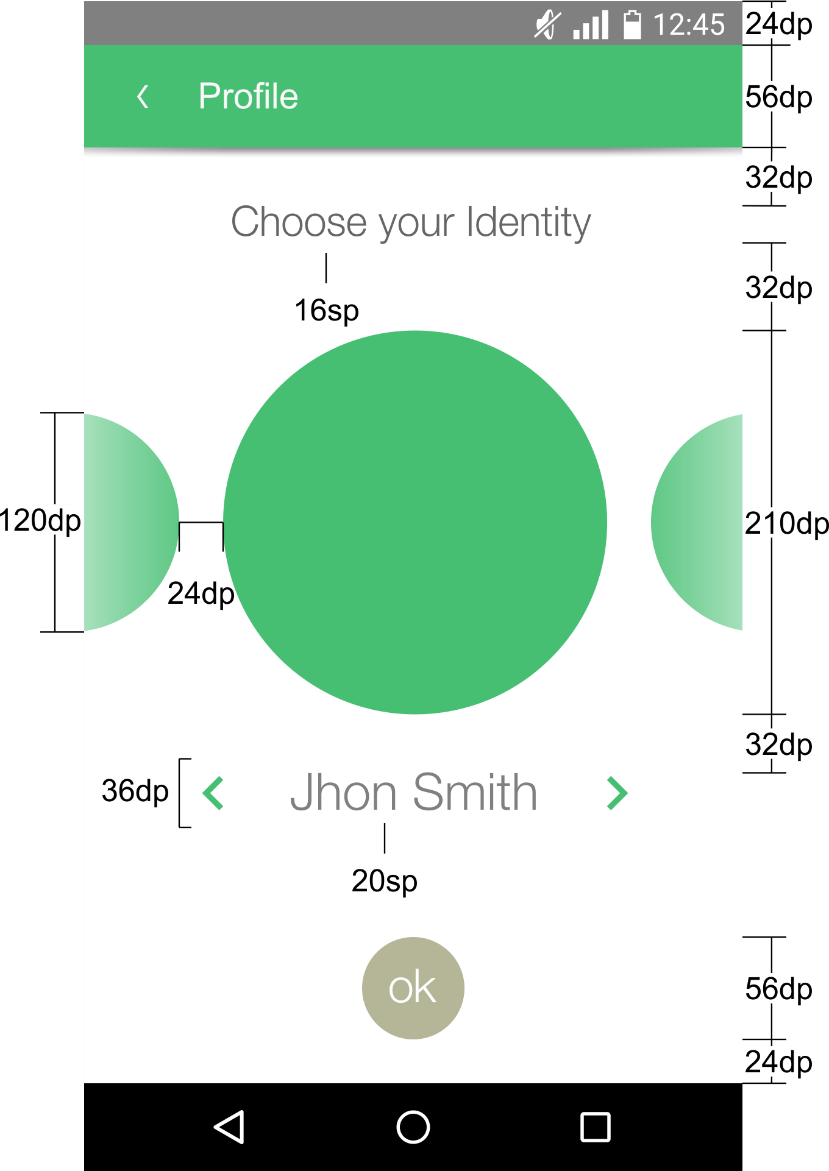 12:45
24dp
Profile
56dp
32dp
Choose your Identity
32dp
16sp
120dp
210dp
24dp
32dp
36dp
Jhon Smith
20sp
ok
56dp
24dp